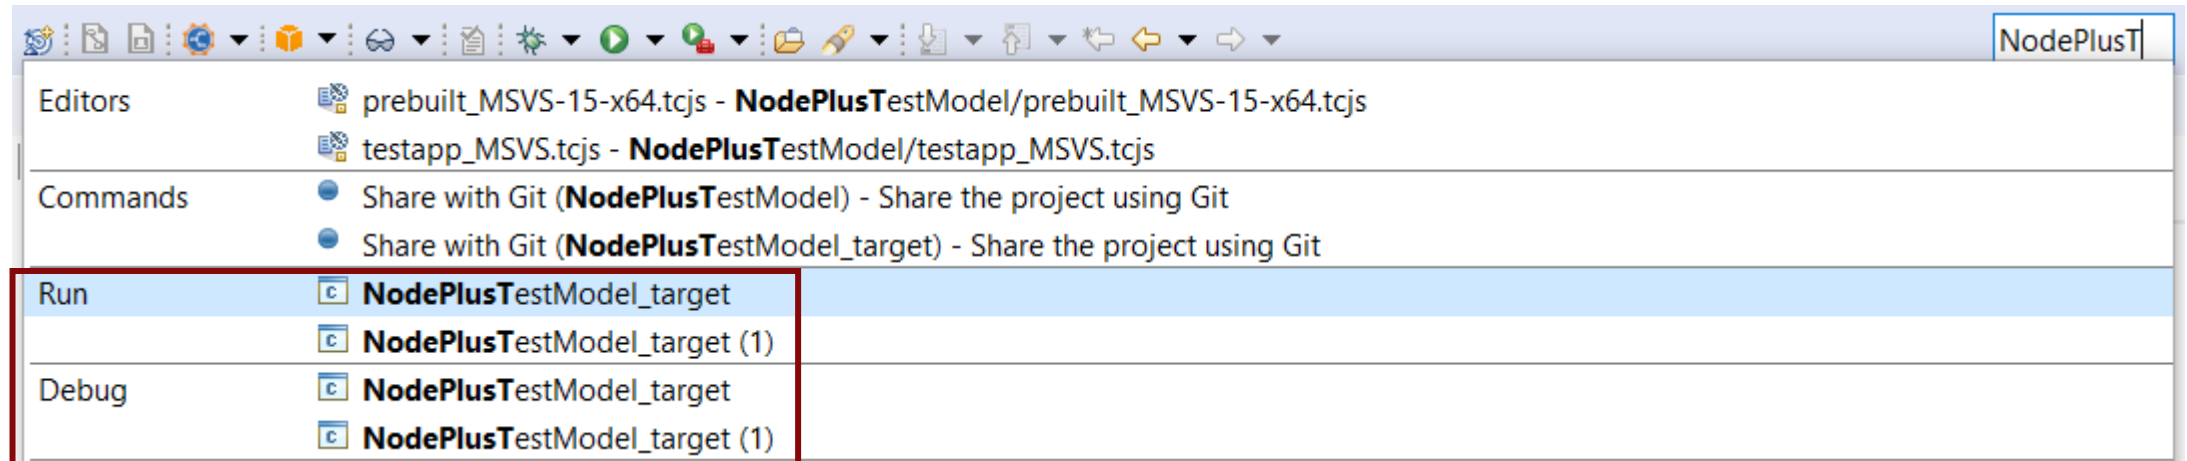 NodePlusT
Editors prebuilt_MSVS-15-x64.tcjs - NodePlusTestModel/prebuilt_MSVS-15-x64.tcjs
testapp_MSVS.tcjs - NodePlusTestModel/testapp_MSVS.tcjs
Commands Share with Git (NodePlusTestModel) - Share the project using Git
Share with Git (NodePlusTestModel_target) - Share the project using Git
Run NodePlusTestModel_target
NodePlusTestModel_target (1)
Debug NodePlusTestModel_target
NodePlusTestModel_target (1)